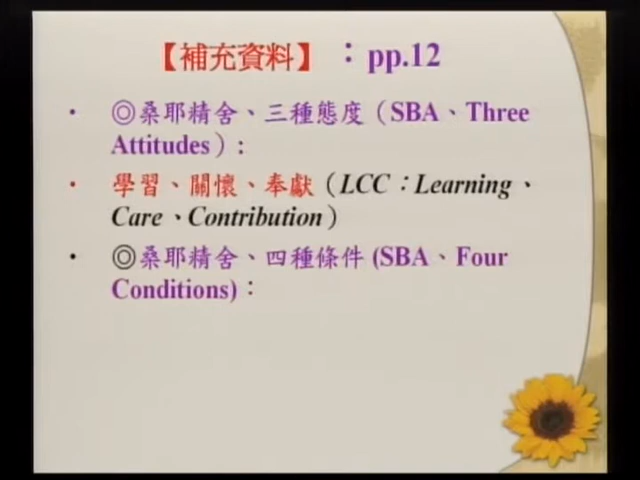 【補充資料】：pp.12
• ◎桑耶精舍、三種態度（SBA、Three
Attitudes）:
• 學習、關懷、奉獻（LCC：Learning、
Care、Contribution）
• ◎桑耶精舍、四種條件 (SBA、Four
Conditions)：